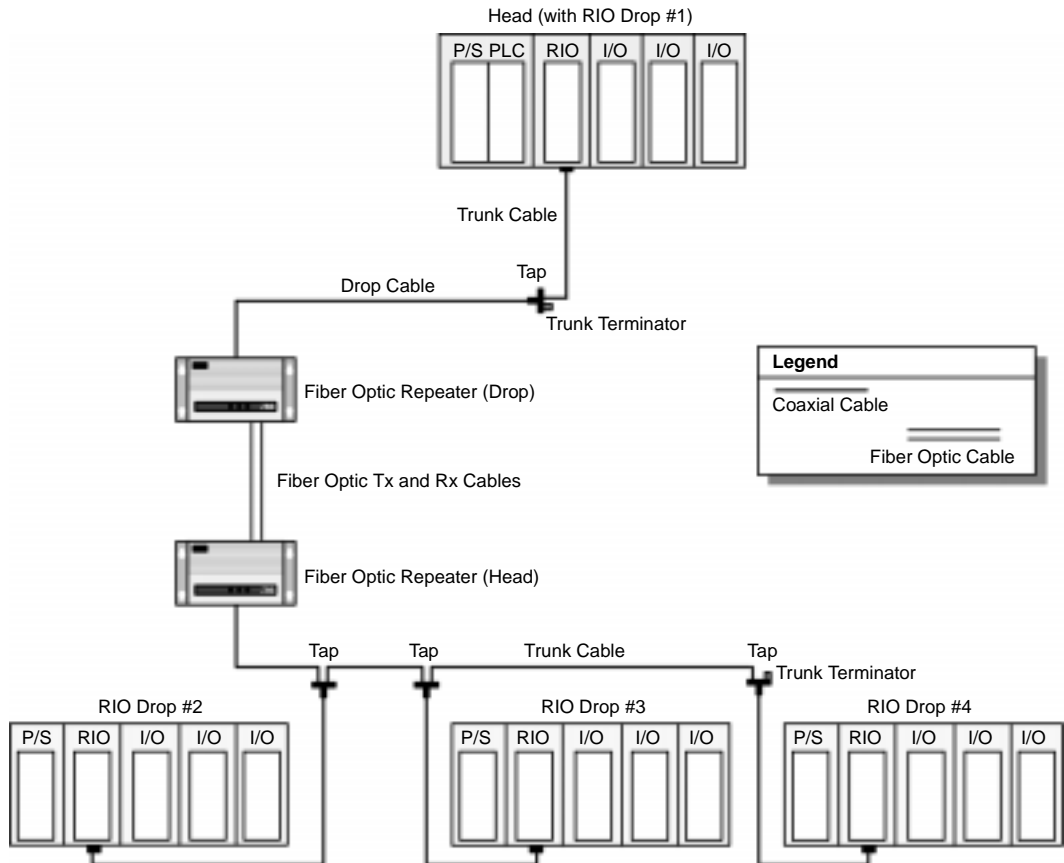 Head (with RIO Drop #1)
P/S PLC RIO I/O I/O I/O
Trunk Cable
Tap
Drop Cable
Trunk Terminator
Fiber Optic Repeater (Drop)
Legend
Coaxial Cable
Fiber Optic Cable
Fiber Optic Tx and Rx Cables
Fiber Optic Repeater (Head)
Tap Tap Trunk Cable Tap
Trunk Terminator
RIO Drop #2 RIO Drop #3 RIO Drop #4
P/S RIO I/O I/O I/O P/S RIO I/O I/O I/O P/S RIO I/O I/O I/O